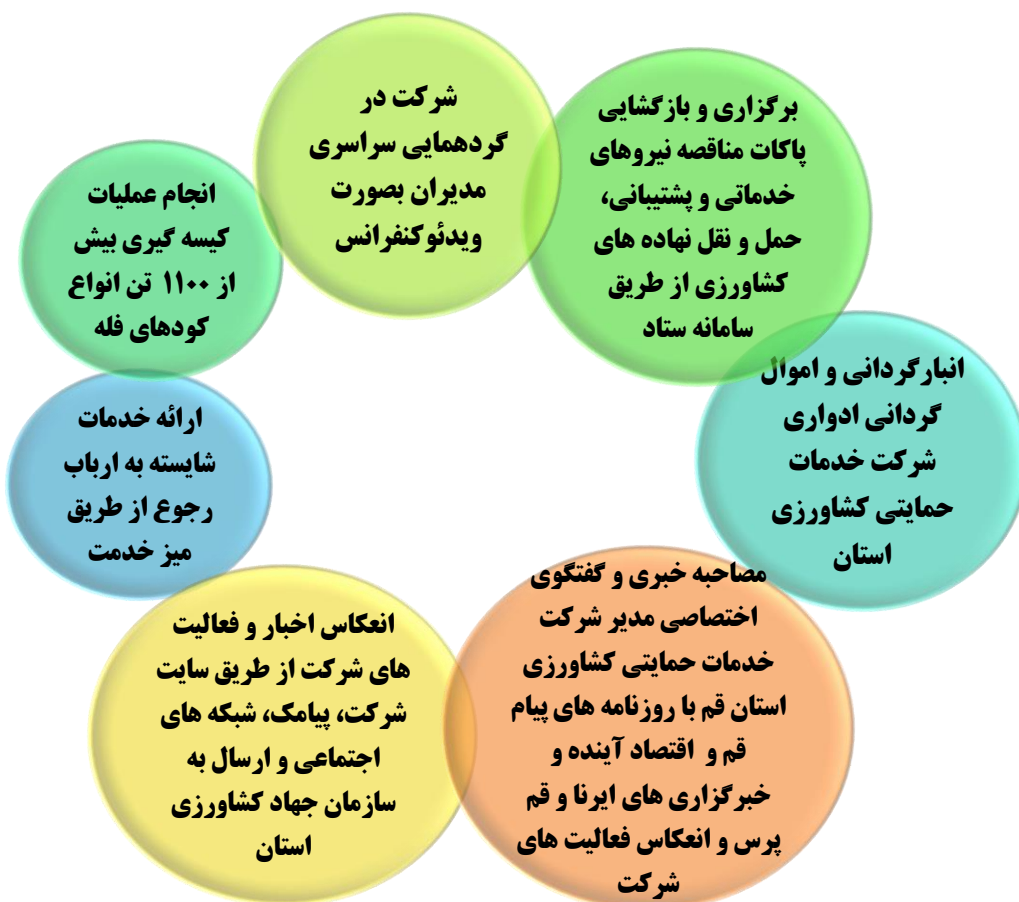 شرکت در
گردهمایی سراسری
مدیران بصورت
ویدئوکنفرانس
برگزاری و بازگشایی
پاکات مناقصه نیروهای
خدماتی و پشتیبانی،
حمل و نقل نهاده های
کشاورزی از طریق
سامانه ستاد
انبارگردانی و اموال
گردانی ادواری
شرکت خدمات
حمایتی کشاورزی
استان
مصاحبه خبری و گفتگوی
اختصاصی مدیر شرکت
خدمات حمایتی کشاورزی
استان قم با روزنامه های پیام
قم و اقتصاد آینده و
خبرگزاری های ایرنا و قم
پرس و انعکاس فعالیت های
شرکت
انعکاس اخبار و فعالیت
های شرکت از طریق سایت
شرکت، پیامک، شبکه های
اجتماعی و ارسال به
سازمان جهاد کشاورزی
استان
ارائه خدمات
شایسته به ارباب
رجوع از طریق
میز خدمت
انجام عملیات
کیسه گیری بیش
از ۱۱۰۰ تن انواع
کودهای فله